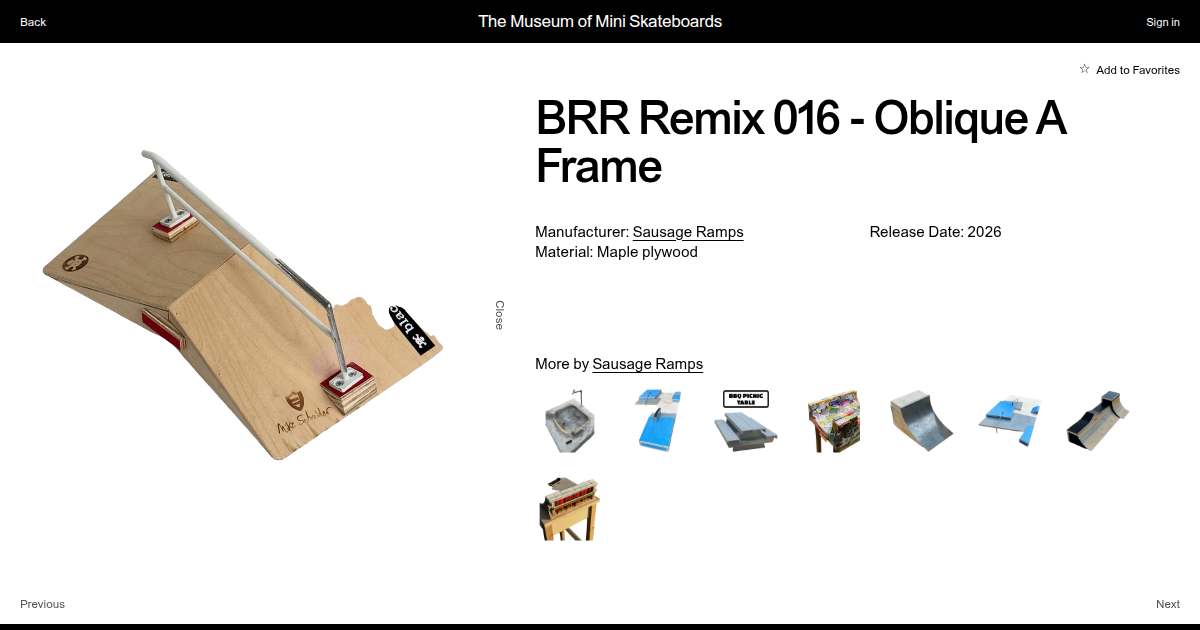 Back
The Museum of Mini Skateboards
Sign in
☆ Add to Favorites
BRR Remix 016 - Oblique A
Frame
Manufacturer: Sausage Ramps
Release Date: 2026
Material: Maple plywood
Close
blac
More by Sausage Ramps
BBQ PICNIC
TABLE
Previous
Next